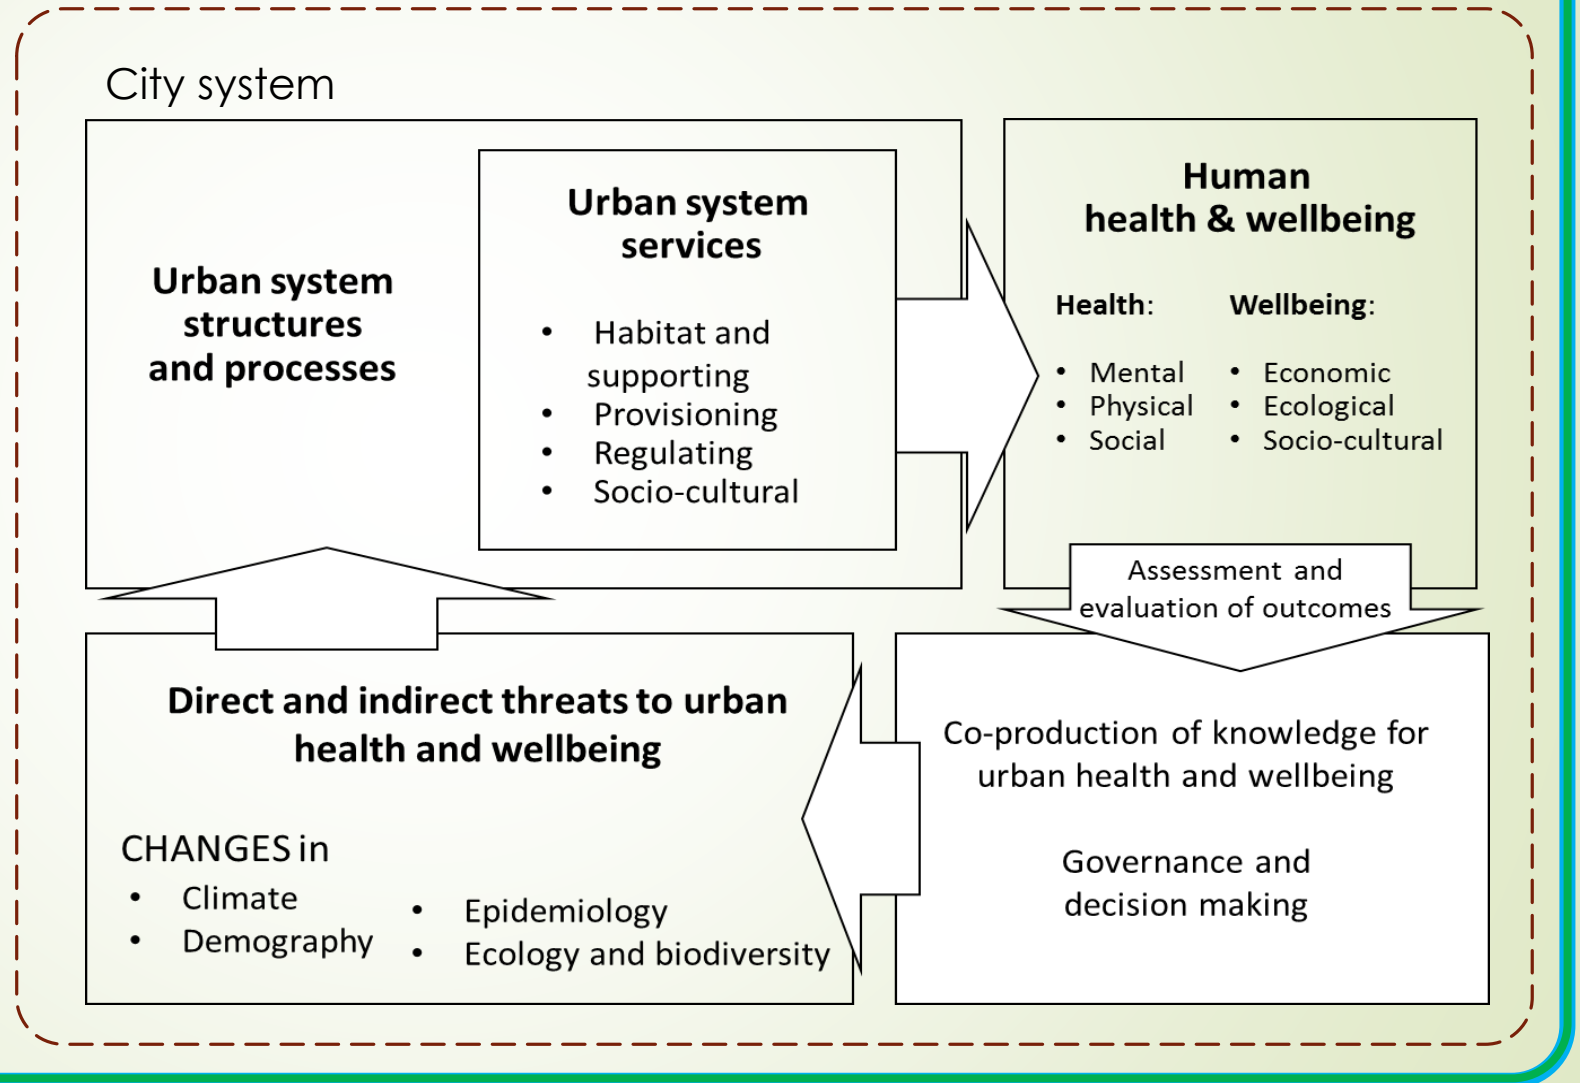 City system
Urban system
structures
and processes
Urban system
services
• Habitat and
supporting
• Provisioning
• Regulating
• Socio-cultural
Human
health & wellbeing
Health:
• Mental
• Physical
• Social
Wellbeing:
• Economic
• Ecological
• Socio-cultural
Assessment and
evaluation of outcomes
Direct and indirect threats to urban
health and wellbeing
CHANGES in
• Climate
• Demography
• Epidemiology
• Ecology and biodiversity
Co-production of knowledge for
urban health and wellbeing
Governance and
decision making